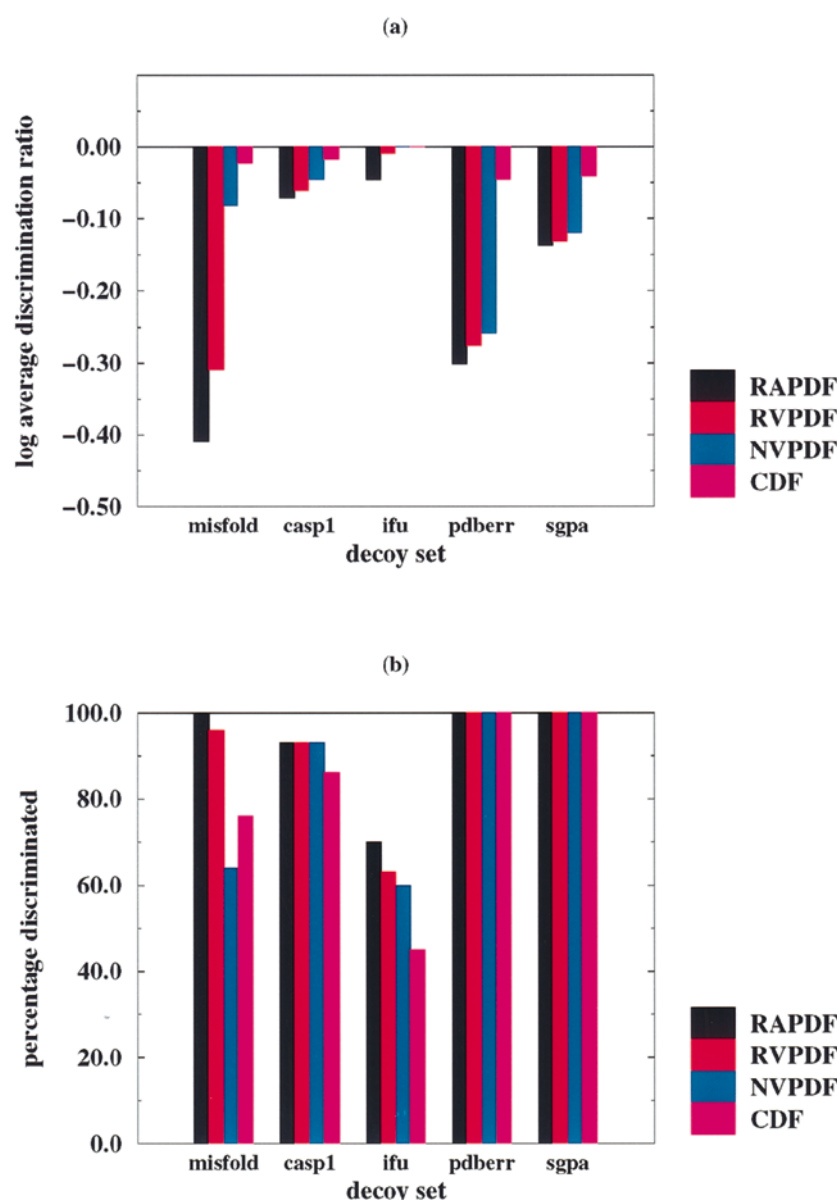 (a)
log average discrimination ratio
0.00
−0.10
−0.20
−0.30
−0.40
−0.50
misfold casp1 ifu pdberr sgpa
decoy set
RAPDF
RVPDF
NVPDF
CDF
(b)
percentage discriminated
100.0
80.0
60.0
40.0
20.0
0.0
misfold casp1 ifu pdberr sgpa
decoy set
RAPDF
RVPDF
NVPDF
CDF